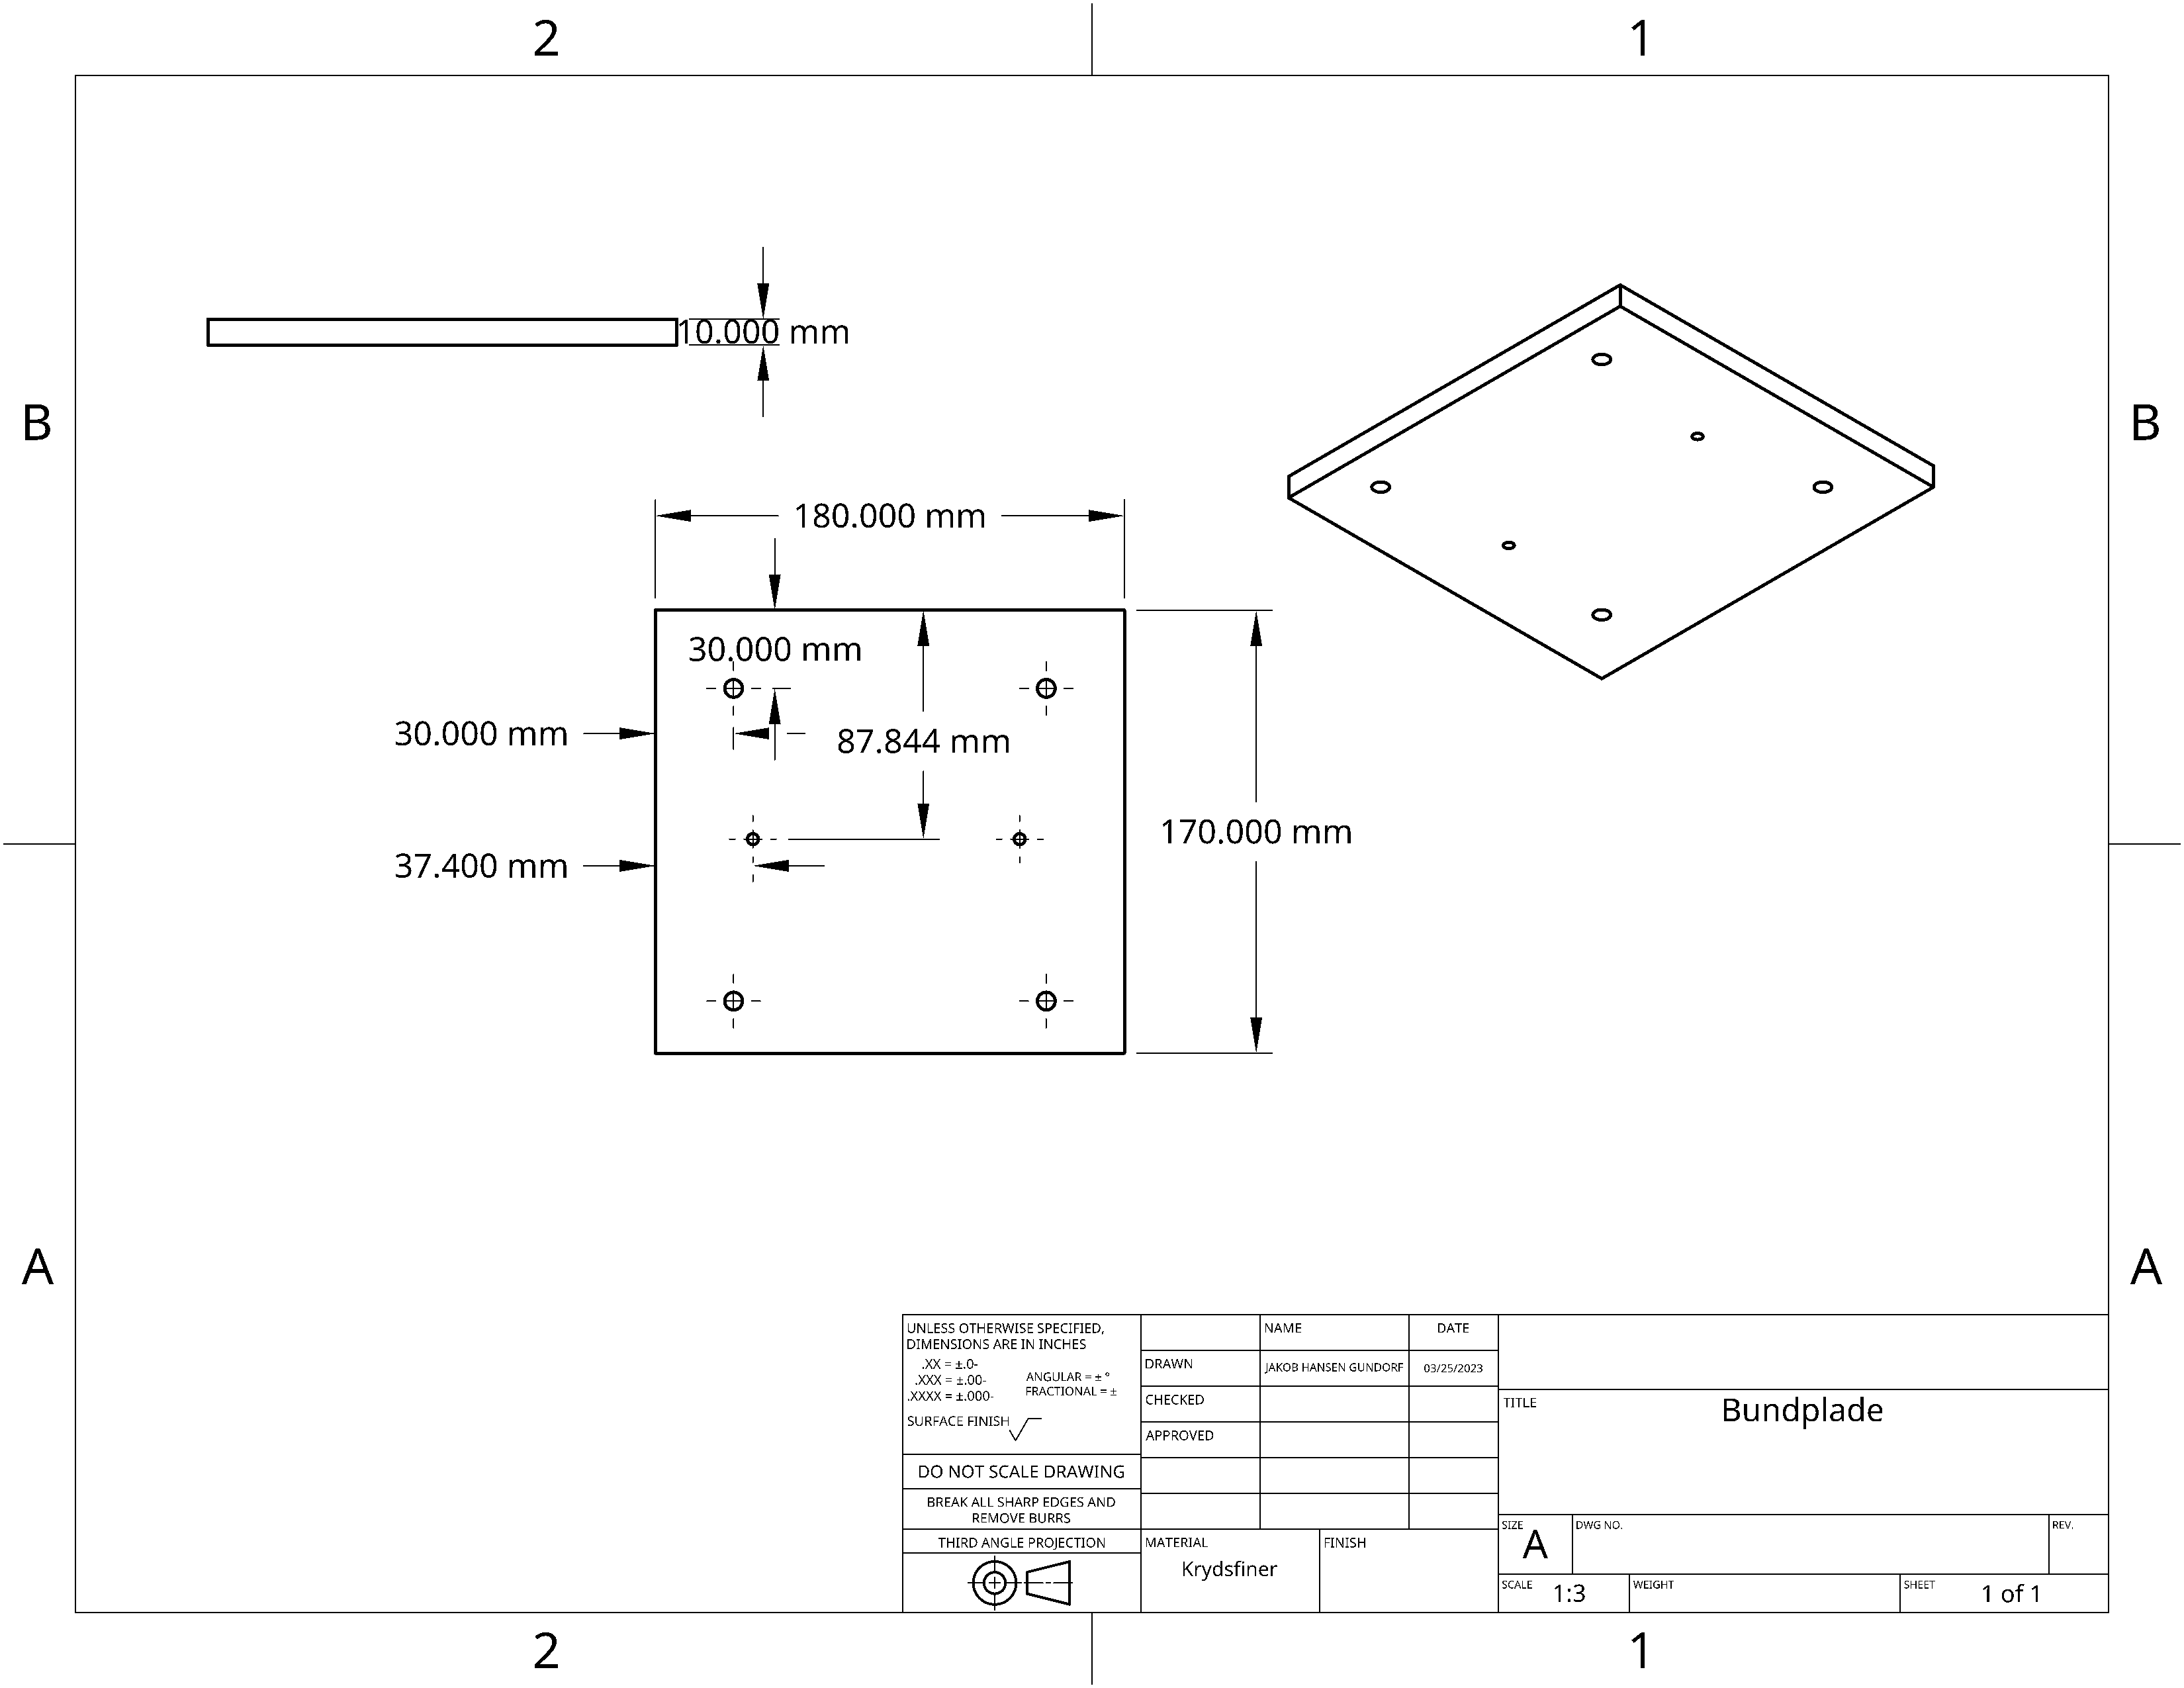 2
1
B
B
10.000 mm
180.000 mm
30.000 mm
30.000 mm
87.844 mm
170.000 mm
37.400 mm
A
A
UNLESS OTHERWISE SPECIFIED,
DIMENSIONS ARE IN INCHES
.XX = ±.0-
.XXX = ±.00-
.XXXX = ±.000-
ANGULAR = ± °
FRACTIONAL = ±
SURFACE FINISH
DO NOT SCALE DRAWING
BREAK ALL SHARP EDGES AND
REMOVE BURRS
THIRD ANGLE PROJECTION
NAME
DATE
DRAWN
JAKOB HANSEN GUNDORF
03/25/2023
CHECKED
APPROVED
MATERIAL
Krydsfiner
FINISH
TITLE
Bundplade
SIZE
A
DWG NO.
REV.
SCALE
1:3
WEIGHT
SHEET
1 of 1
2
1